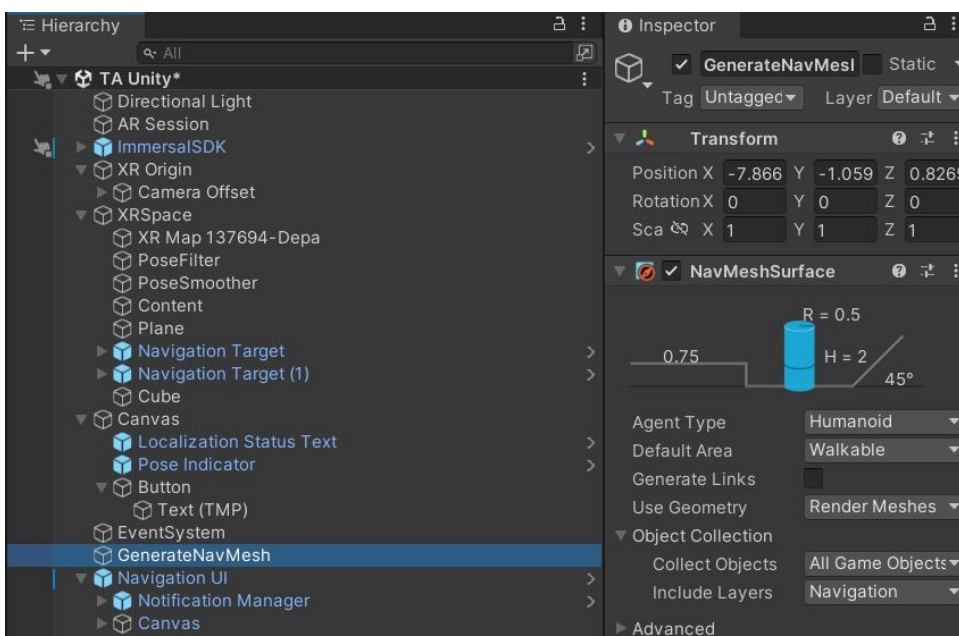 Hierarchy
All
TA Unity*
Directional Light
AR Session
ImmersalSDK
XR Origin
Camera Offset
XRSpace
XR Map 137694-Depa
PoseFilter
PoseSmoother
Content
Plane
Navigation Target
Navigation Target (1)
Cube
Canvas
Localization Status Text
Pose Indicator
Button
Text (TMP)
EventSystem
GenerateNavMesh
Navigation UI
Notification Manager
Canvas
Inspector
GenerateNavMesl Static
Tag Untagged Layer Default
Transform
Position X -7.866 Y -1.059 Z 0.8265
Rotation X 0 Y 0 Z 0
Sca X 1 Y 1 Z 1
NavMeshSurface
R = 0.5
0.75 H = 2
45°
Agent Type Humanoid
Default Area Walkable
Generate Links
Use Geometry Render Meshes
Object Collection
Collect Objects All Game Objects
Include Layers Navigation
Advanced